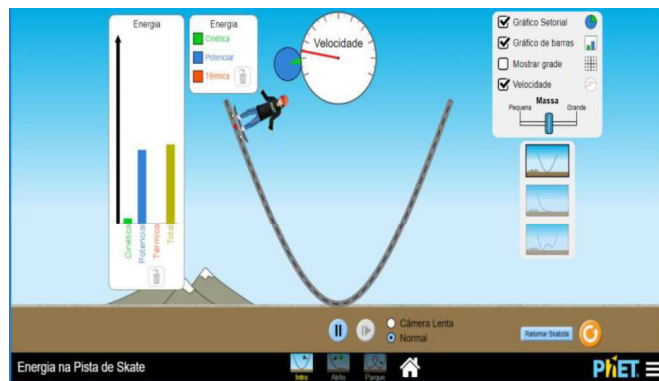 Energia
Cinética
Potencial
Térmica
Total
Energia
Cinética
Potencial
Térmica
Velocidade
Gráfico Setorial
Gráfico de barras
Mostrar grade
Velocidade
Massa
Pequena
Grande
Câmera Lenta
Normal
Retornar Skatista
Energia na Pista de Skate
Intro
Atrito
Parque
PhET